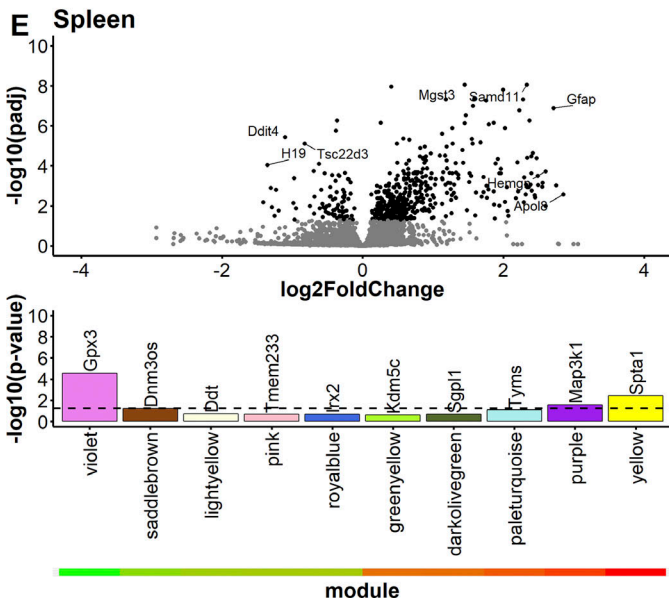 E Spleen
10
8
6
4
2
0
-log10(padj)
Mgst3
Samd11
Gfap
Ddit4
H19
Tsc22d3
Hemgn
Apol8
-4 -2 0 2 4
log2FoldChange
10
8
6
4
2
0
-log10(p-value)
Gpx3
Dnm3os
Ddt
Tmem233
Irx2
Kdm5c
Sgpl1
Tyms
Map3k1
Spta1
violet
saddlebrown
lightyellow
pink
royalblue
greenyellow
darkolivegreen
paleturquoise
purple
yellow
module